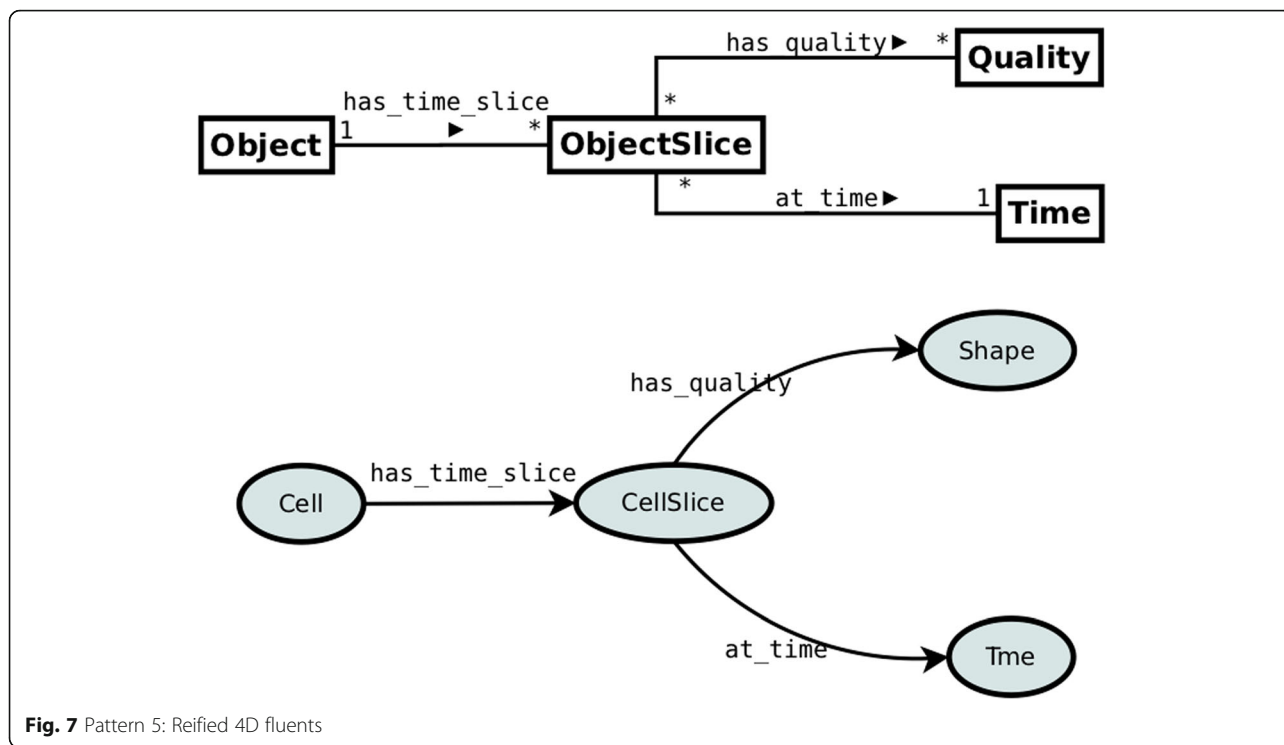 has_quality► *
Quality
has_time_slice
*
Object
1 ► *
ObjectSlice
*
at_time► 1
Time
Shape
has_quality
has_time_slice
Cell
CellSlice
at_time
Tme
Fig. 7 Pattern 5: Reified 4D fluents